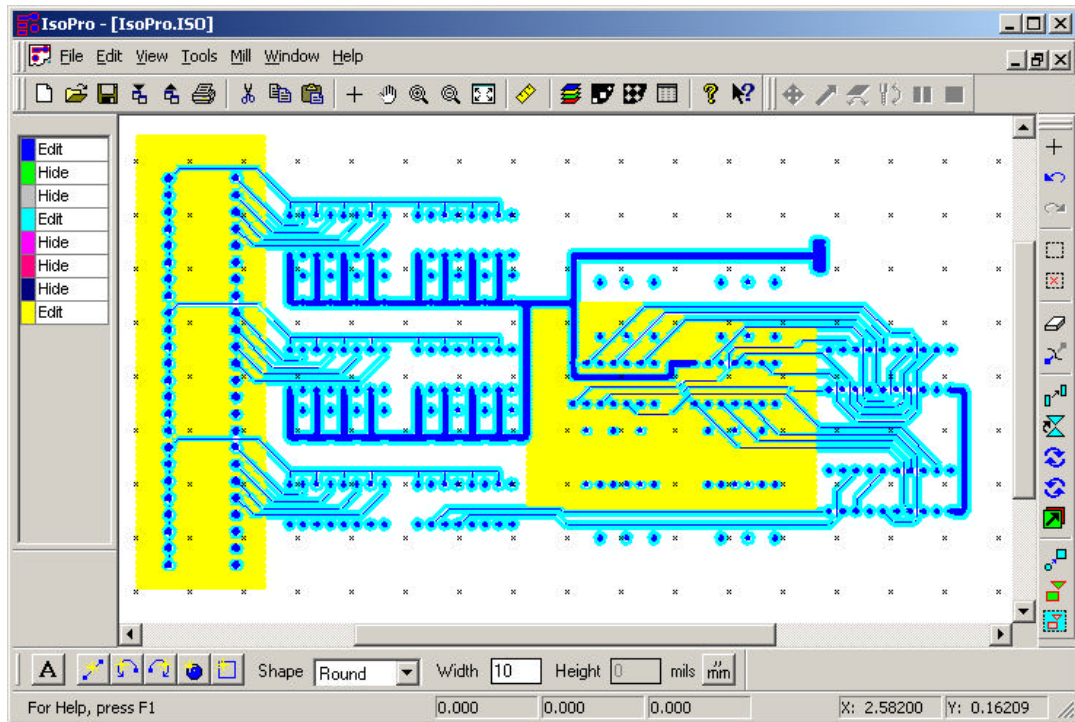 IsoPro - [IsoPro.ISO]
File Edit View Tools Mill Window Help
Edit
Hide
Hide
Edit
Hide
Hide
Hide
Edit
A Shape Round Width 10 Height 0 mils mm
For Help, press F1 0.000 0.000 0.000 X: 2.58200 Y: 0.16209